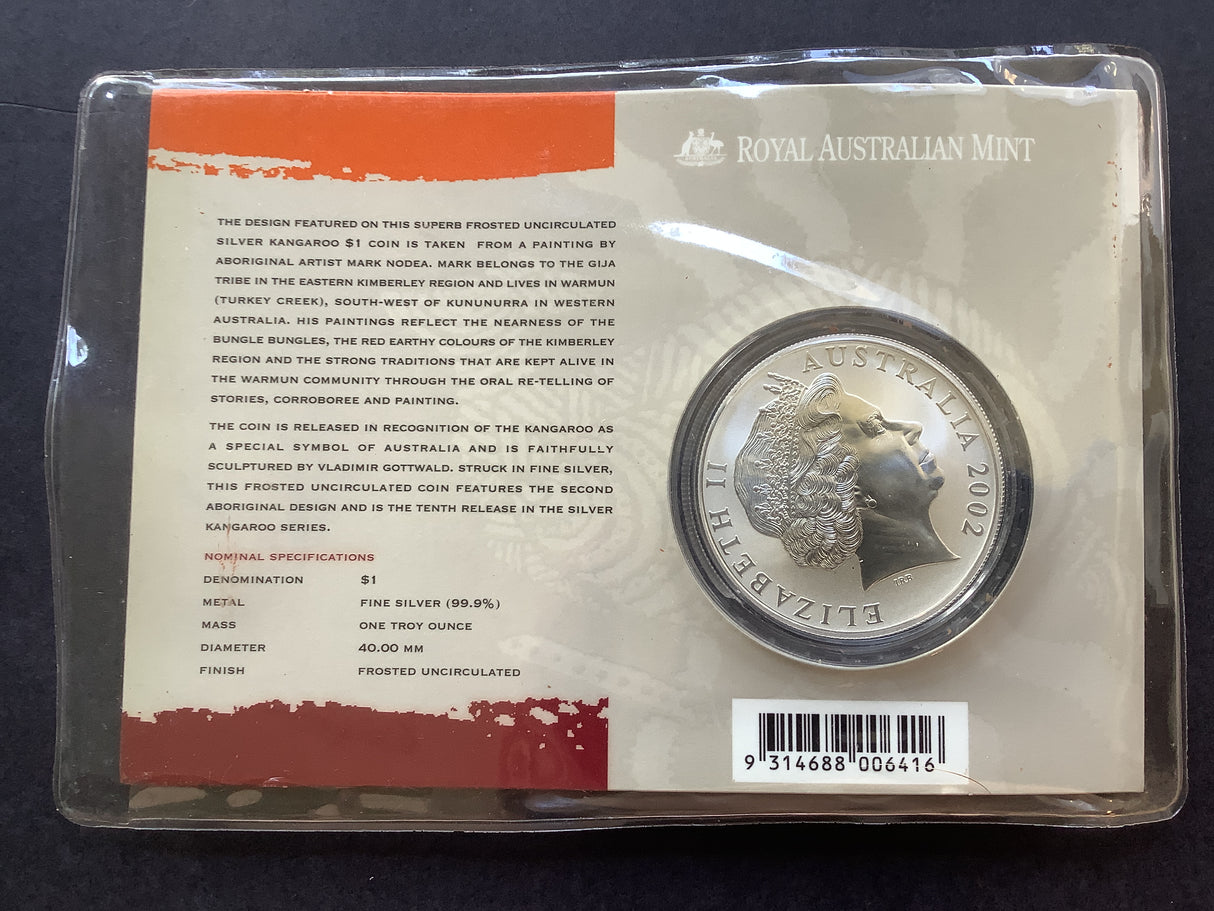 ROYAL AUSTRALIAN MINT
THE DESIGN FEATURED ON THIS SUPERB FROSTED UNCIRCULATED
SILVER KANGAROO $1 COIN IS TAKEN FROM A PAINTING BY
ABORIGINAL ARTIST MARK NODEA. MARK BELONGS TO THE GIJA
TRIBE IN THE EASTERN KIMBERLEY REGION AND LIVES IN WARMUN
(TURKEY CREEK), SOUTH-WEST OF KUNUNURRA IN WESTERN
AUSTRALIA. HIS PAINTINGS REFLECT THE NEARNESS OF THE
BUNGLE BUNGLES, THE RED EARTHY COLOURS OF THE KIMBERLEY
REGION AND THE STRONG TRADITIONS THAT ARE KEPT ALIVE IN
THE WARMUN COMMUNITY THROUGH THE ORAL RE-TELLING OF
STORIES, CORROBOREE AND PAINTING.
THE COIN IS RELEASED IN RECOGNITION OF THE KANGAROO AS
A SPECIAL SYMBOL OF AUSTRALIA AND IS FAITHFULLY
SCULPTURED BY VLADIMIR GOTTWALD. STRUCK IN FINE SILVER,
THIS FROSTED UNCIRCULATED COIN FEATURES THE SECOND
ABORIGINAL DESIGN AND IS THE TENTH RELEASE IN THE SILVER
KANGAROO SERIES.
NOMINAL SPECIFICATIONS
DENOMINATION $1
METAL FINE SILVER (99.9%)
MASS ONE TROY OUNCE
DIAMETER 40.00 MM
FINISH FROSTED UNCIRCULATED
ELIZABETH II
AUSTRALIA 2002
IRB
9 314688 006416